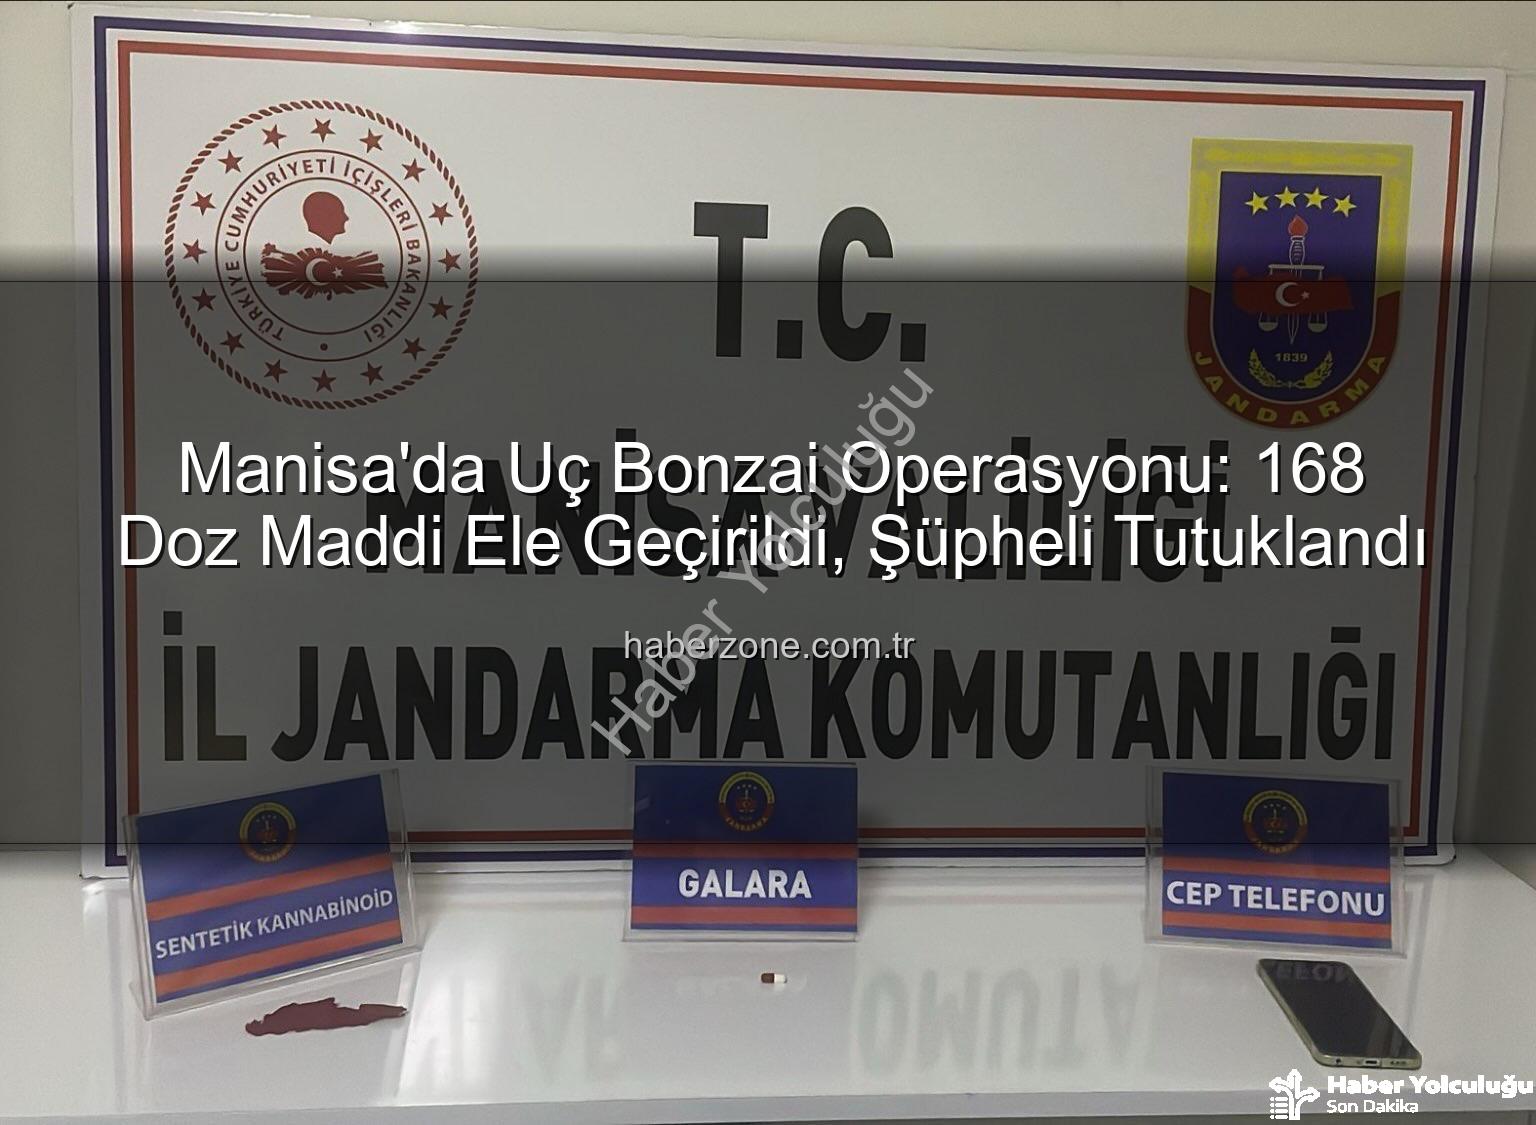 TÜRKİYE CUMHURİYETİ İÇİŞLERİ BAKANLIĞI
T.C.
1839
JANDARMA
MANİSA VALİLİĞİ
Manisa'da Uç Bonzai Operasyonu: 168
Doz Maddi Ele Geçirildi, Şüpheli Tutuklandı
haberzone.com.tr
Haber Yolculuğu
İL JANDARMA KOMUTANLIĞI
SENTETİK KANNABİNOİD
JANDARMA
GALARA
CEP TELEFONU
Haber Yolculuğu
Son Dakika